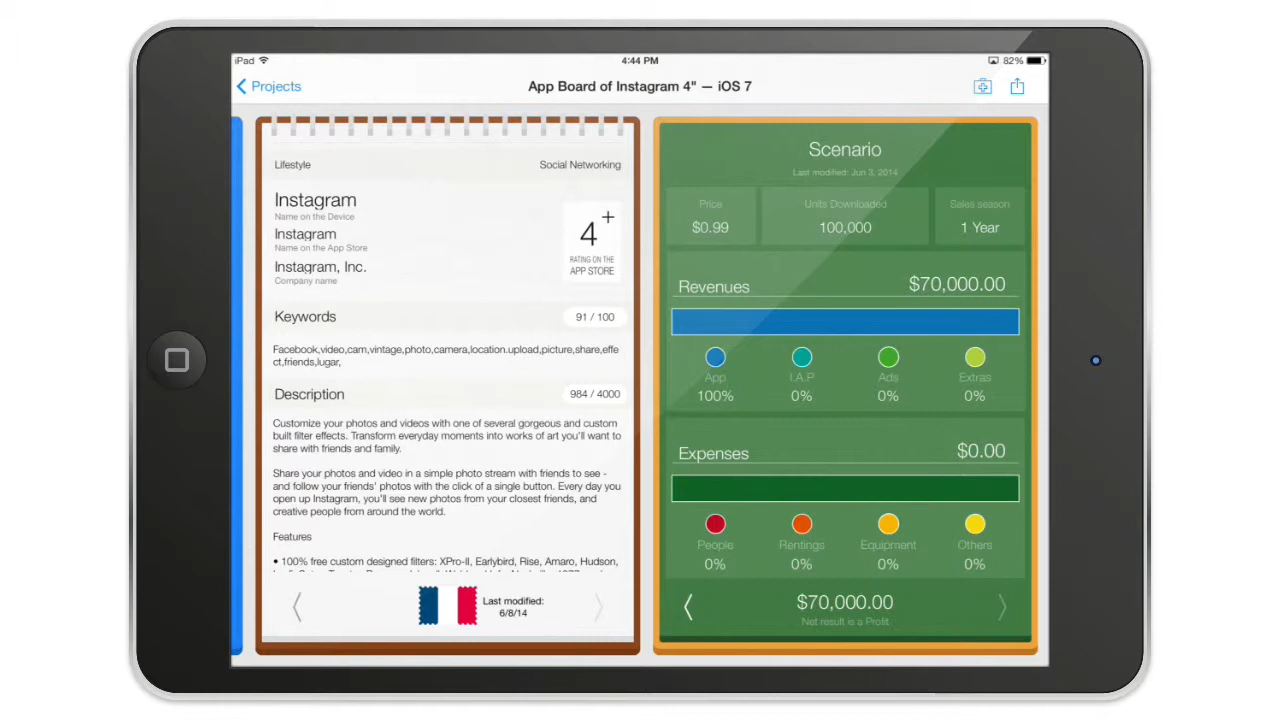 iPad
4:44 PM
82%
Projects
App Board of Instagram 4" — iOS 7
Lifestyle
Social Networking
Instagram
Name on the Device
Instagram
Name on the App Store
Instagram, Inc.
Company name
4+
RATING ON THE
APP STORE
Keywords
91 / 100
Facebook,video,cam,vintage,photo,camera,location.upload,picture,share,effe
ct,friends,lugar,
Description
984 / 4000
Customize your photos and videos with one of several gorgeous and custom
built filter effects. Transform everyday moments into works of art you'll want to
share with friends and family.
Share your photos and video in a simple photo stream with friends to see -
and follow your friends' photos with the click of a single button. Every day you
open up Instagram, you'll see new photos from your closest friends, and
creative people from around the world.
Features
• 100% free custom designed filters: XPro-II, Earlybird, Rise, Amaro, Hudson,
Last modified:
6/8/14
Scenario
Last modified: Jun 3, 2014
Price
Units Downloaded
Sales season
$0.99
100,000
1 Year
Revenues
$70,000.00
App
I.A.P
Ads
Extras
100%
0%
0%
0%
Expenses
$0.00
People
Rentings
Equipment
Others
0%
0%
0%
0%
$70,000.00
Net result is a Profit